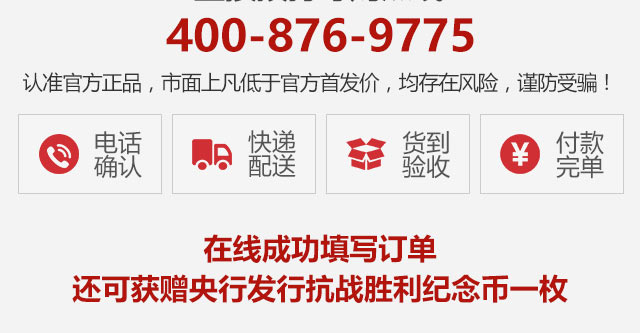 400-876-9775
认准官方正品，市面上凡低于官方首发价，均存在风险，谨防受骗！
电话
确认
快递
配送
货到
验收
付款
完单
在线成功填写订单
还可获赠央行发行抗战胜利纪念币一枚